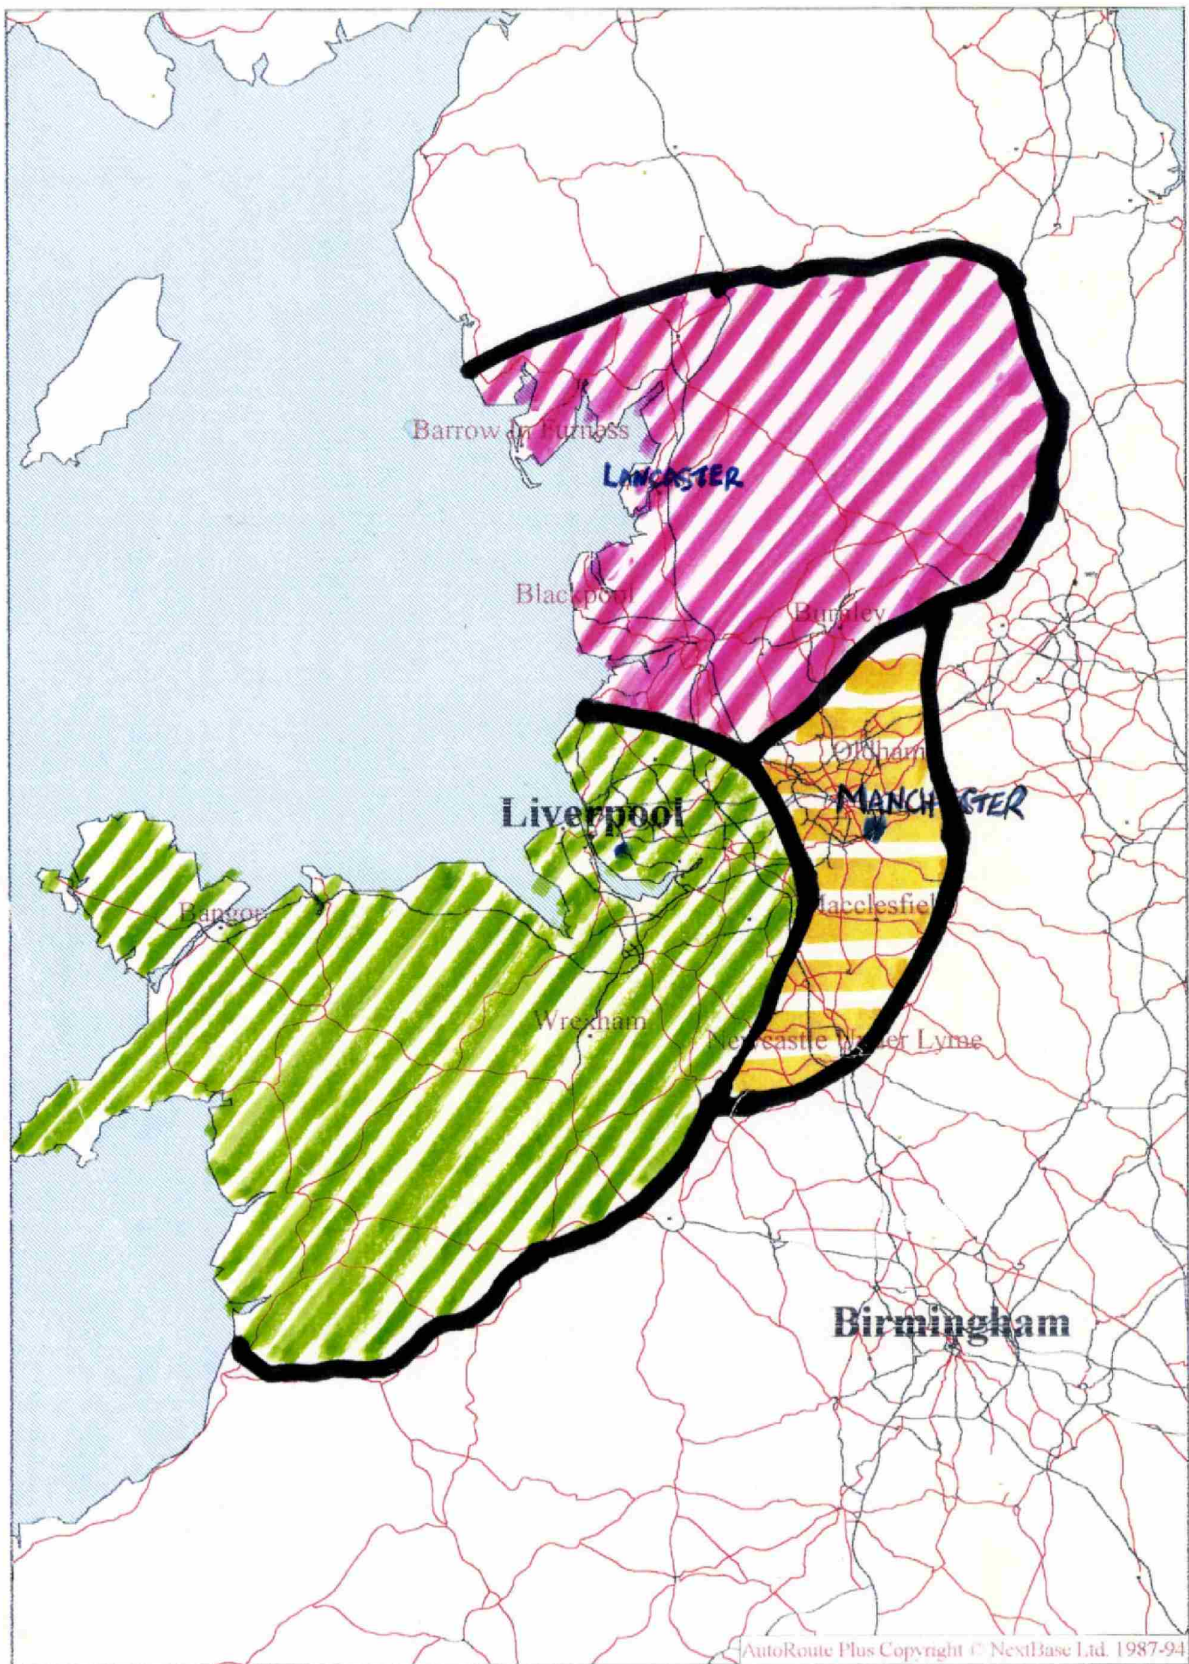 Barrow In Furness
LANCASTER
Blackpool
Burnley
Oldham
Liverpool
MANCHESTER
Bangor
Macclesfield
Wrexham
Newcastle Under Lyme
Birmingham
AutoRoute Plus Copyright © NextBase Ltd. 1987-94